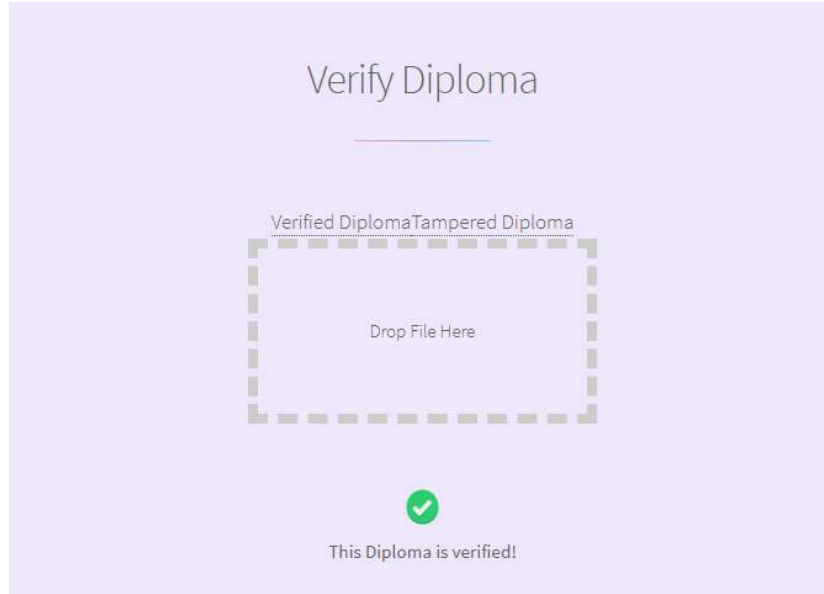 Verify Diploma
Verified DiplomaTampered Diploma
Drop File Here
This Diploma is verified!